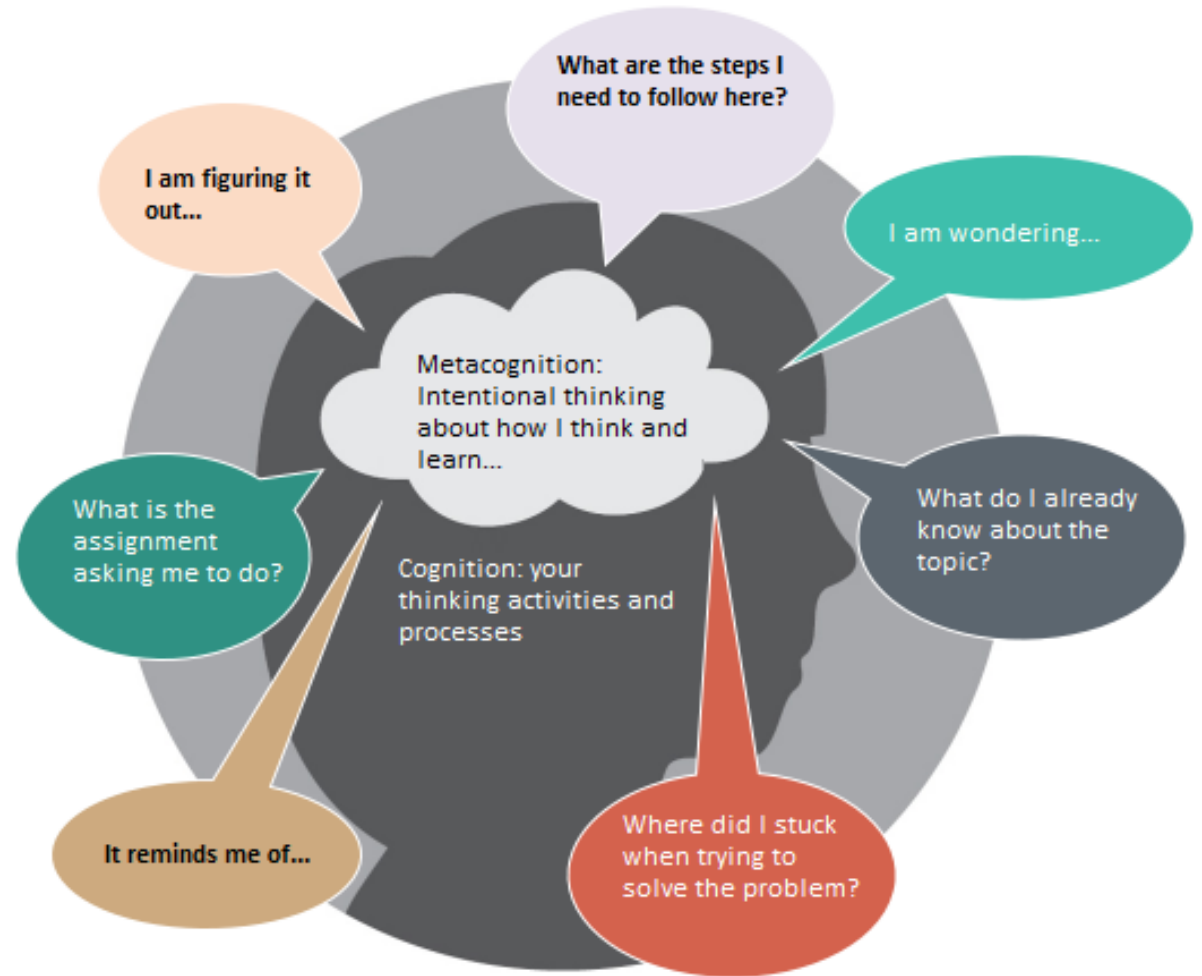 What are the steps I
need to follow here?
I am figuring it
out...
I am wondering...
Metacognition:
Intentional thinking
about how I think and
learn...
What is the
assignment
asking me to do?
What do I already
know about the
topic?
Cognition: your
thinking activities and
processes
It reminds me of...
Where did I stuck
when trying to
solve the problem?